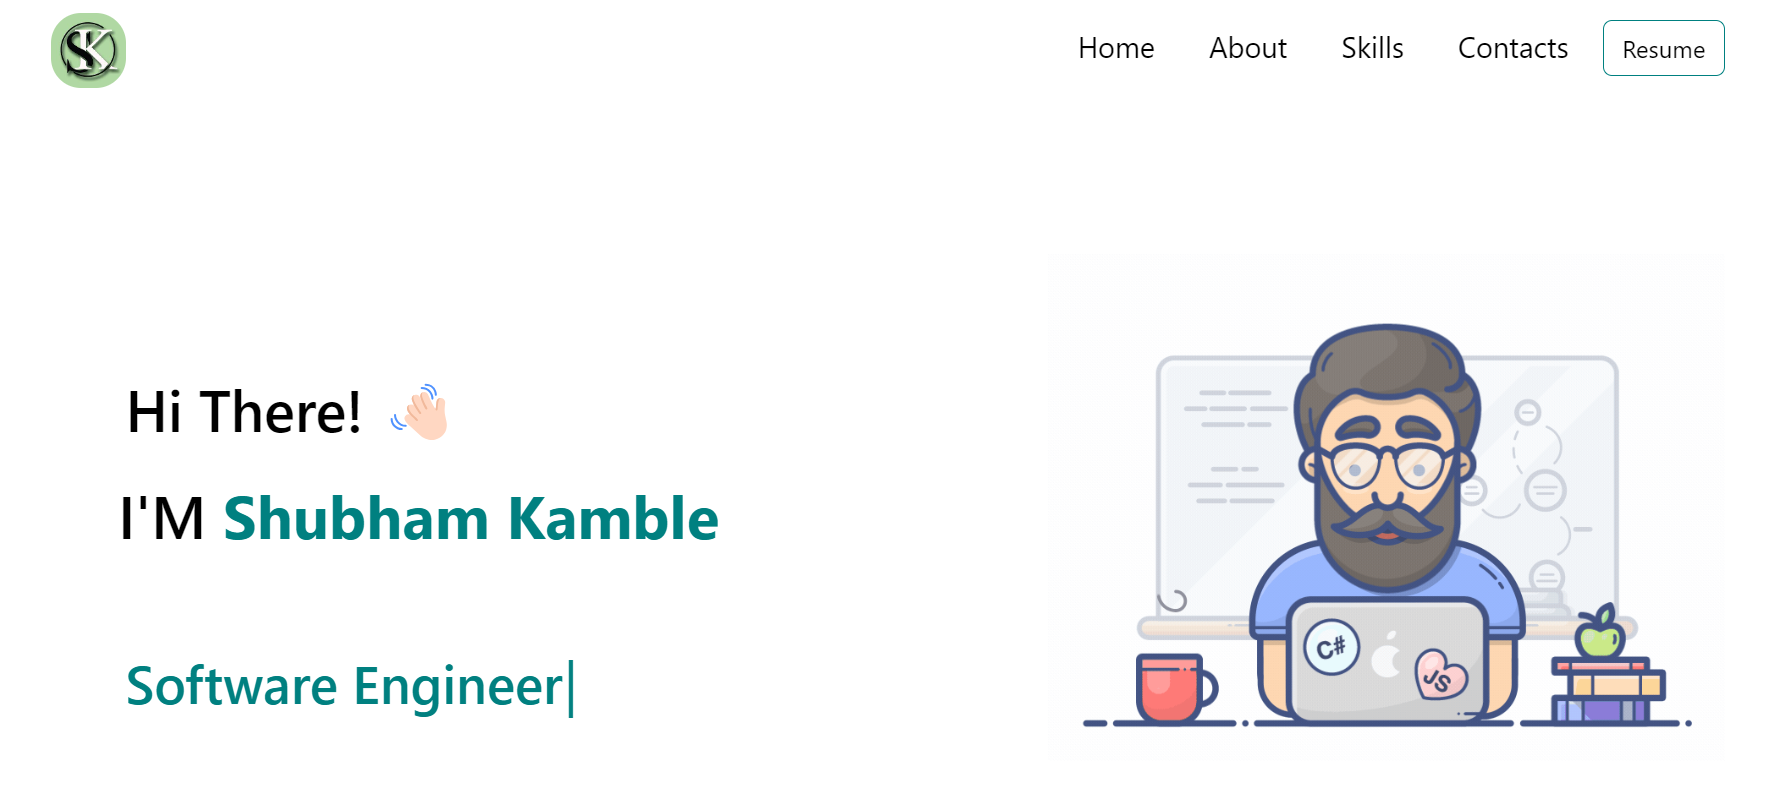 SK
Home About Skills Contacts Resume
Hi There!
I'M Shubham Kamble
Software Engineer
C#
JS